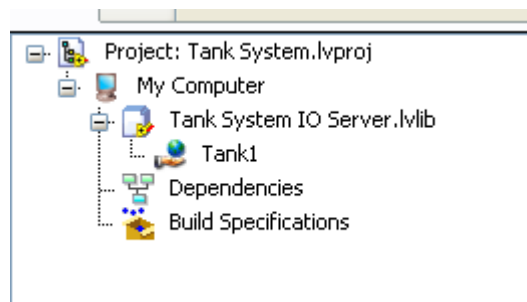 Project: Tank System.lvproj
My Computer
Tank System IO Server.lvlib
Tank1
Dependencies
Build Specifications